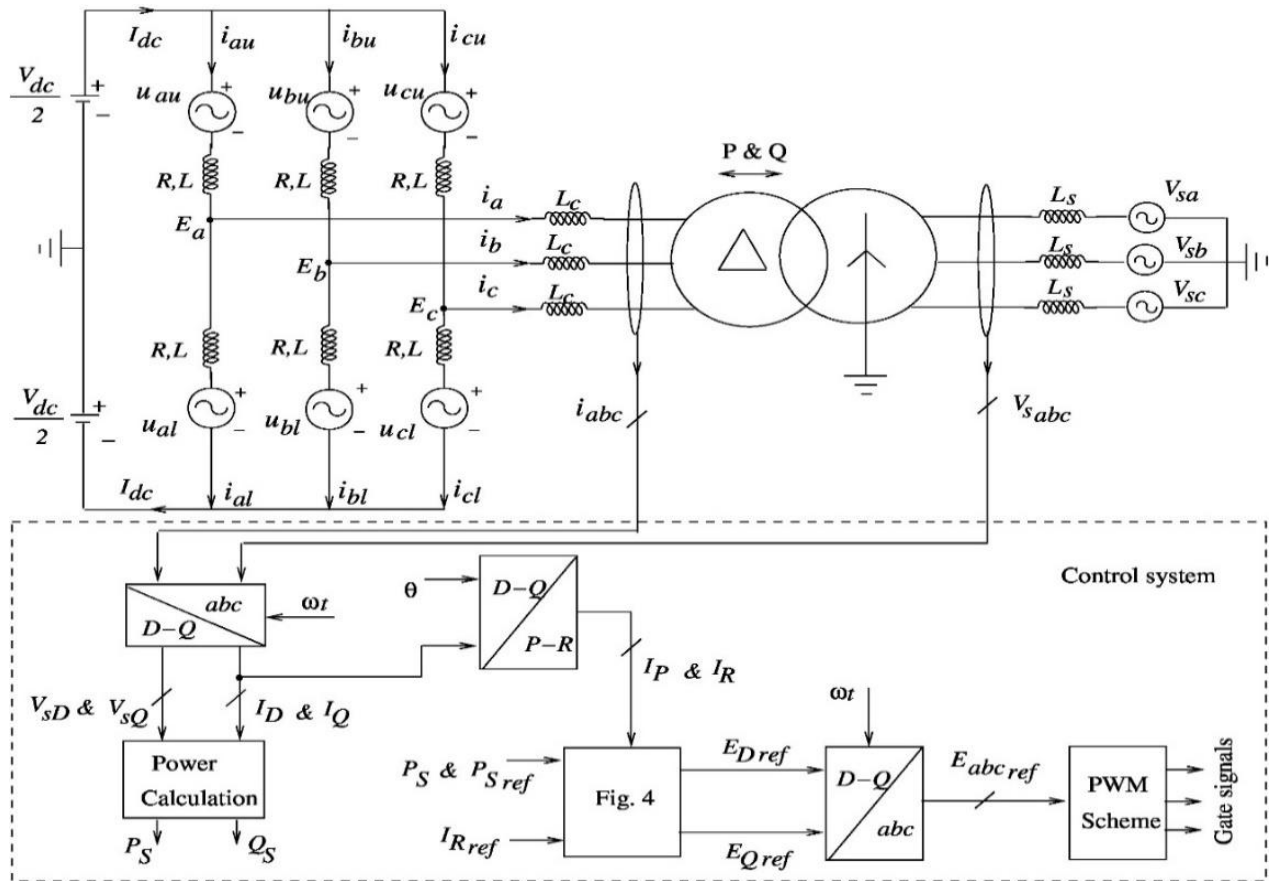 I_dc i_au i_bu i_cu
V_dc/2 + −
u_au + − u_bu + − u_cu + −
R,L R,L R,L
P & Q
i_a L_c
i_b L_c
i_c L_c
E_a
E_b
E_c
Δ
L_s V_sa
L_s V_sb
L_s V_sc
R,L R,L R,L
V_dc/2 + −
u_al + − u_bl + − u_cl + −
i_abc
V_sabc
I_dc i_al i_bl i_cl
Control system
abc
D−Q
ωt
θ
D−Q
P−R
I_P & I_R
V_sD & V_sQ
I_D & I_Q
Power
Calculation
P_S Q_S
P_S & P_S ref
I_R ref
Fig. 4
E_D ref
E_Q ref
ωt
D−Q
abc
E_abc ref
PWM
Scheme
Gate signals